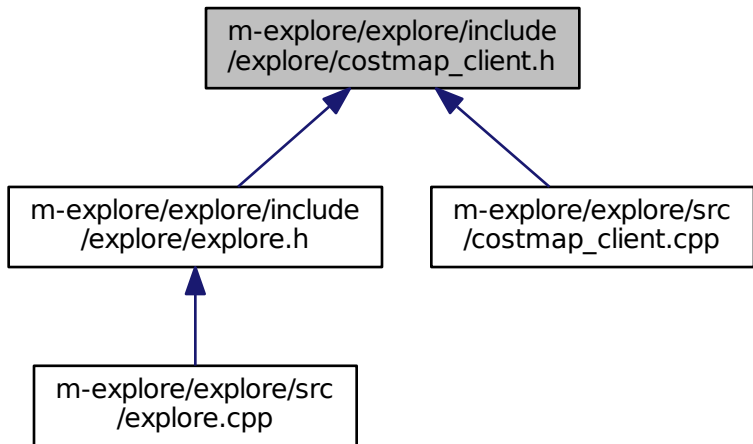 m-explore/explore/include
/explore/costmap_client.h
m-explore/explore/include
/explore/explore.h
m-explore/explore/src
/costmap_client.cpp
m-explore/explore/src
/explore.cpp